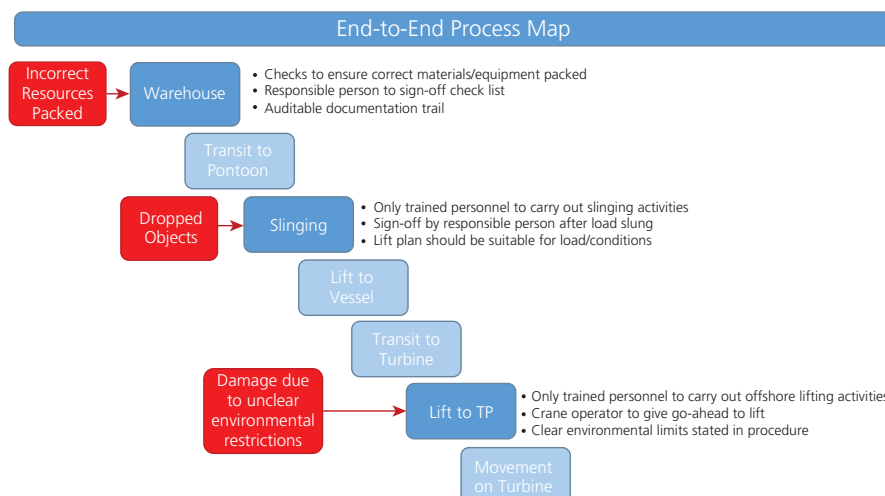 End-to-End Process Map
Incorrect
Resources
Packed
Warehouse
• Checks to ensure correct materials/equipment packed
• Responsible person to sign-off check list
• Auditable documentation trail
Transit to
Pontoon
Dropped
Objects
Slinging
• Only trained personnel to carry out slinging activities
• Sign-off by responsible person after load slung
• Lift plan should be suitable for load/conditions
Lift to
Vessel
Transit to
Turbine
Damage due
to unclear
environmental
restrictions
Lift to TP
• Only trained personnel to carry out offshore lifting activities
• Crane operator to give go-ahead to lift
• Clear environmental limits stated in procedure
Movement
on Turbine